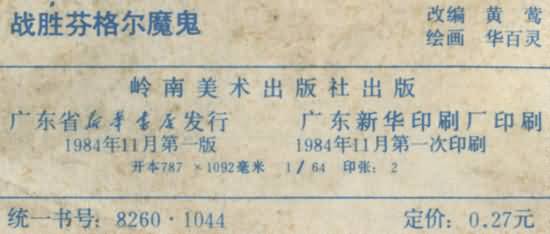 战胜芬格尔魔鬼
改编 黄莺
绘画 华百灵
岭南美术出版社出版
广东省新华书店发行 广东新华印刷厂印刷
1984年11月第一版 1984年11月第一次印刷
开本787×1092毫米 1/64 印张:2
统一书号:8260·1044 定价:0.27元